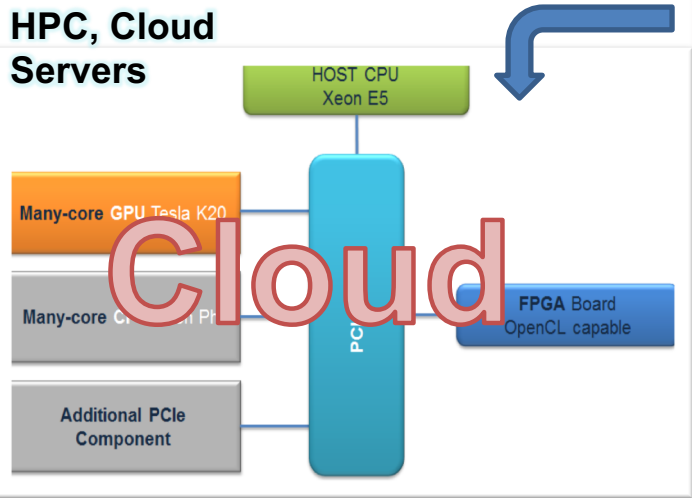 HPC, Cloud
Servers
HOST CPU
Xeon E5
Many-core GPU Tesla K20
Cloud
Many-core
FPGA Board
OpenCL capable
Additional PCIe
Component